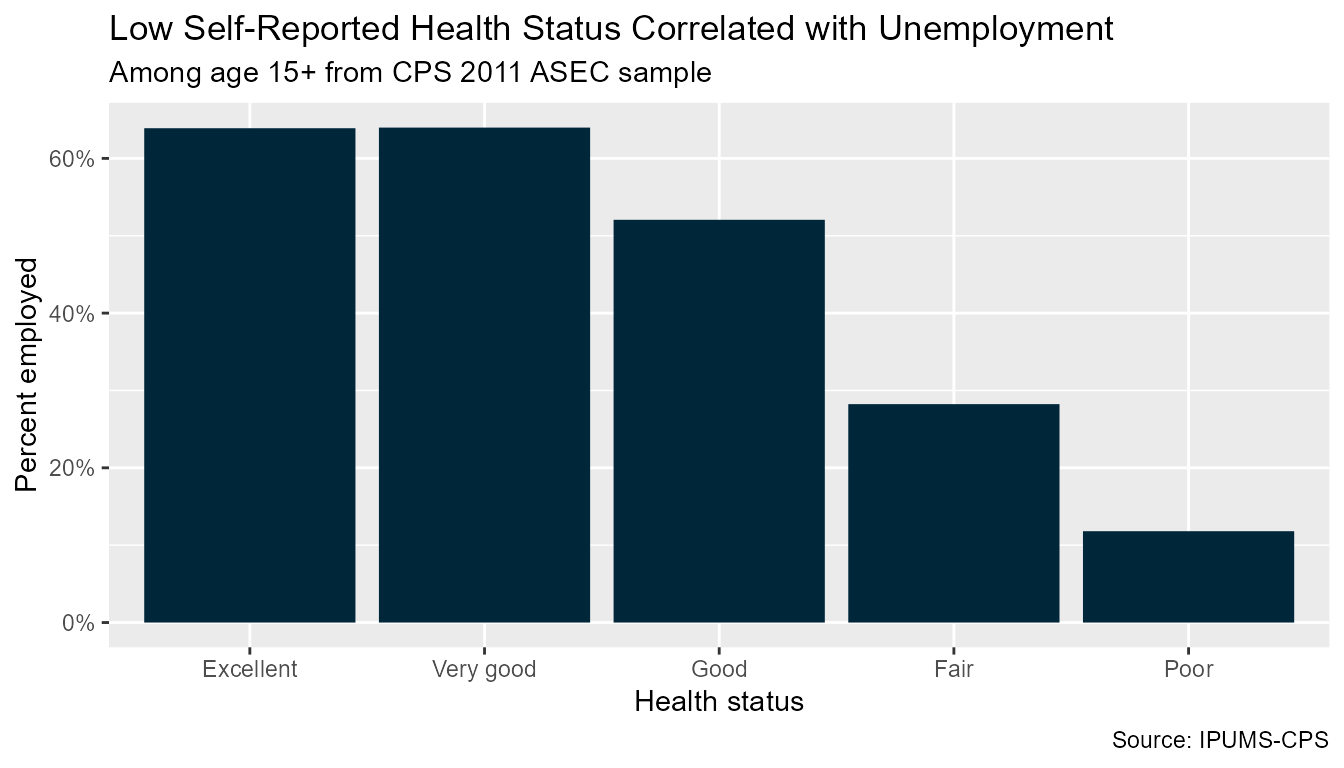 Low Self-Reported Health Status Correlated with Unemployment
Among age 15+ from CPS 2011 ASEC sample
Percent employed
60%
40%
20%
0%
Excellent
Very good
Good
Fair
Poor
Health status
Source: IPUMS-CPS